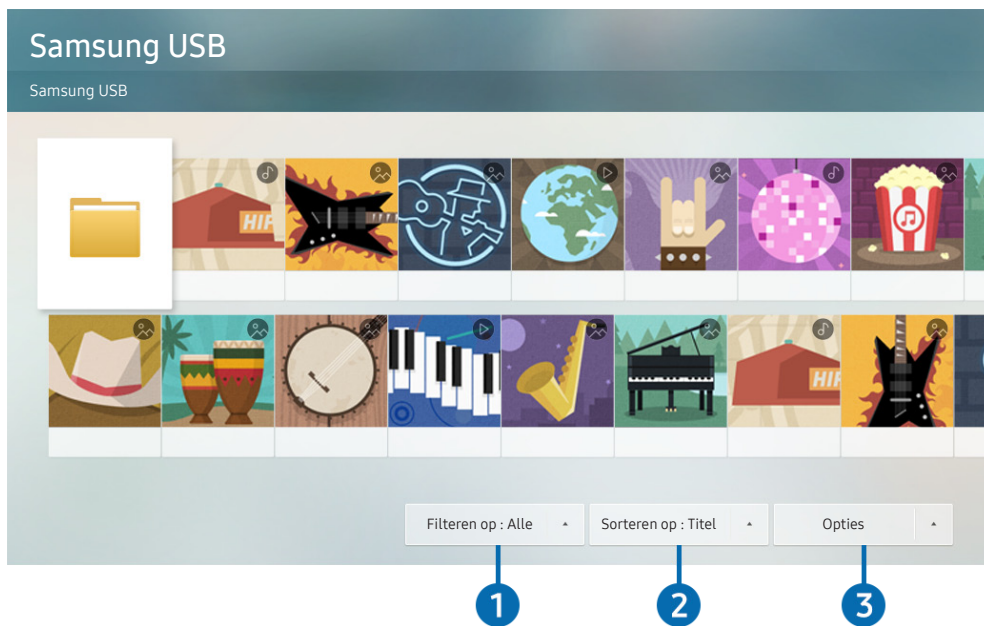 Samsung USB
Samsung USB
HIP
HIP
Filteren op : Alle
Sorteren op : Titel
Opties
1
2
3